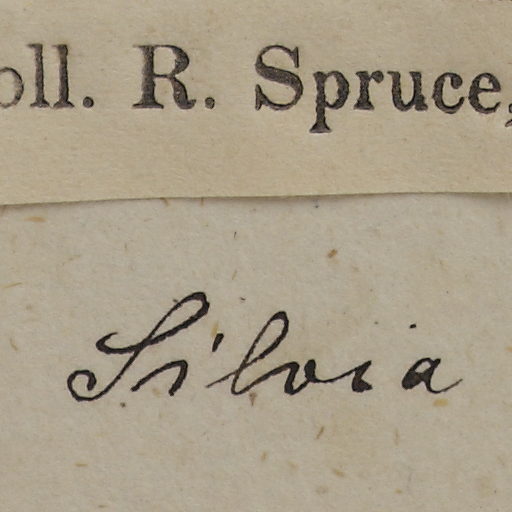 oll. R. Spruce,
Silvia